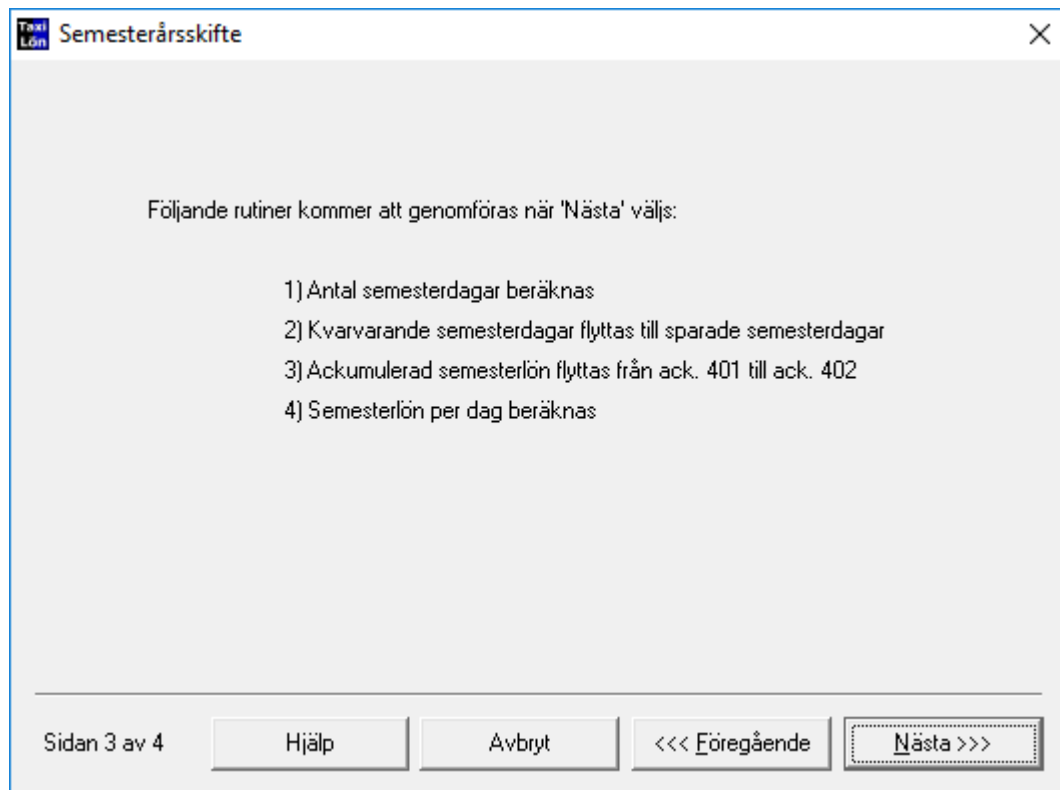 Taxi
Lön
Semesterårsskifte
Följande rutiner kommer att genomföras när 'Nästa' väljs:
1) Antal semesterdagar beräknas
2) Kvarvarande semesterdagar flyttas till sparade semesterdagar
3) Ackumulerad semesterlön flyttas från ack. 401 till ack. 402
4) Semesterlön per dag beräknas
Sidan 3 av 4
Hjälp
Avbryt
<<< Föregående
Nästa >>>